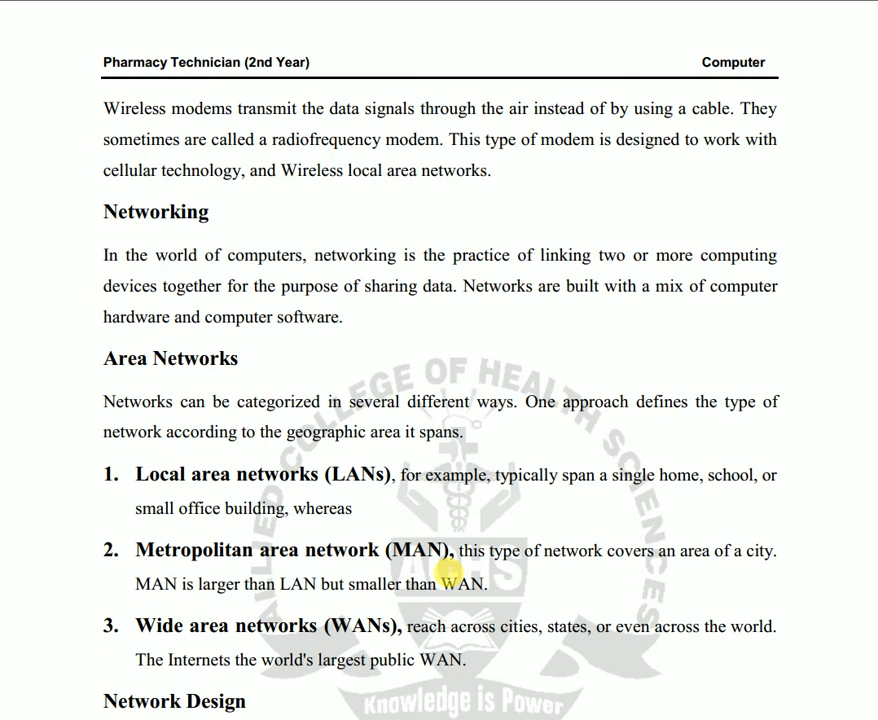 Pharmacy Technician (2nd Year) Computer
Wireless modems transmit the data signals through the air instead of by using a cable. They
sometimes are called a radiofrequency modem. This type of modem is designed to work with
cellular technology, and Wireless local area networks.
Networking
In the world of computers, networking is the practice of linking two or more computing
devices together for the purpose of sharing data. Networks are built with a mix of computer
hardware and computer software.
Area Networks
Networks can be categorized in several different ways. One approach defines the type of
network according to the geographic area it spans.
1. Local area networks (LANs), for example, typically span a single home, school, or
small office building, whereas
2. Metropolitan area network (MAN), this type of network covers an area of a city.
MAN is larger than LAN but smaller than WAN.
3. Wide area networks (WANs), reach across cities, states, or even across the world.
The Internets the world's largest public WAN.
Network Design
ALLIED COLLEGE OF HEALTH SCIENCES
ACHS
Knowledge is Power